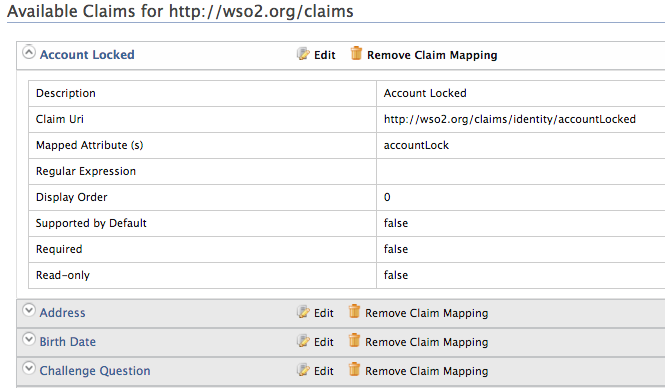 Available Claims for http://wso2.org/claims
Account Locked Edit Remove Claim Mapping
Description Account Locked
Claim Uri http://wso2.org/claims/identity/accountLocked
Mapped Attribute (s) accountLock
Regular Expression
Display Order 0
Supported by Default false
Required false
Read-only false
Address Edit Remove Claim Mapping
Birth Date Edit Remove Claim Mapping
Challenge Question Edit Remove Claim Mapping